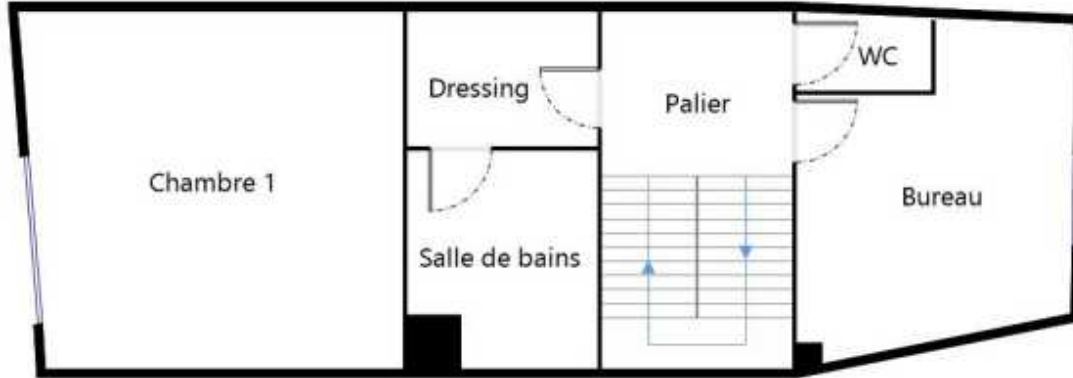 WC
Dressing
Palier
Chambre 1
Bureau
Salle de bains